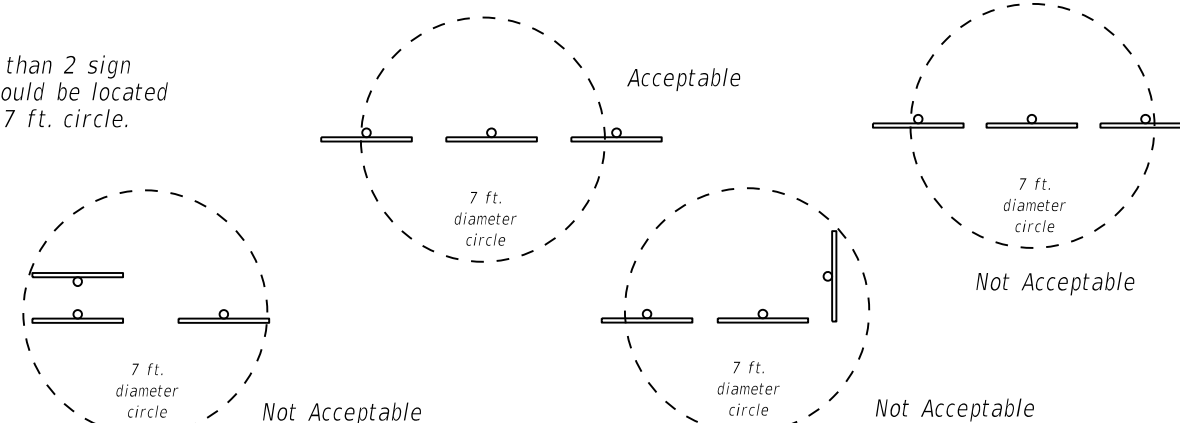 than 2 sign
ould be located
7 ft. circle.
Acceptable
7 ft.
diameter
circle
7 ft.
diameter
circle
Not Acceptable
7 ft.
diameter
circle
Not Acceptable
7 ft.
diameter
circle
Not Acceptable